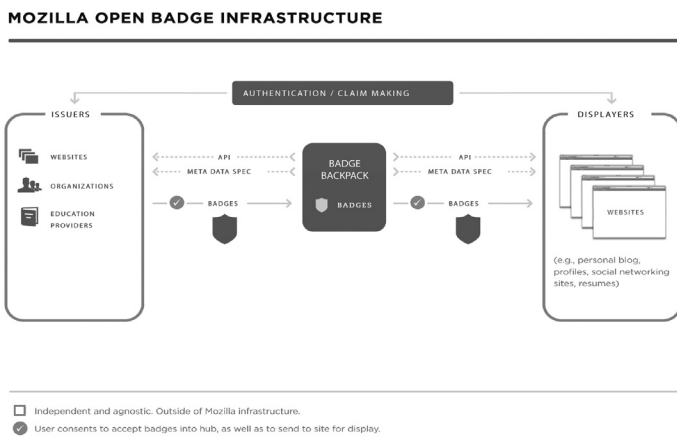 MOZILLA OPEN BADGE INFRASTRUCTURE
AUTHENTICATION / CLAIM MAKING
ISSUERS
WEBSITES
ORGANIZATIONS
EDUCATION
PROVIDERS
API
META DATA SPEC
BADGES
BADGE
BACKPACK
BADGES
API
META DATA SPEC
BADGES
DISPLAYERS
WEBSITES
(e.g., personal blog,
profiles, social networking
sites, resumes)
Independent and agnostic. Outside of Mozilla infrastructure.
User consents to accept badges into hub, as well as to send to site for display.